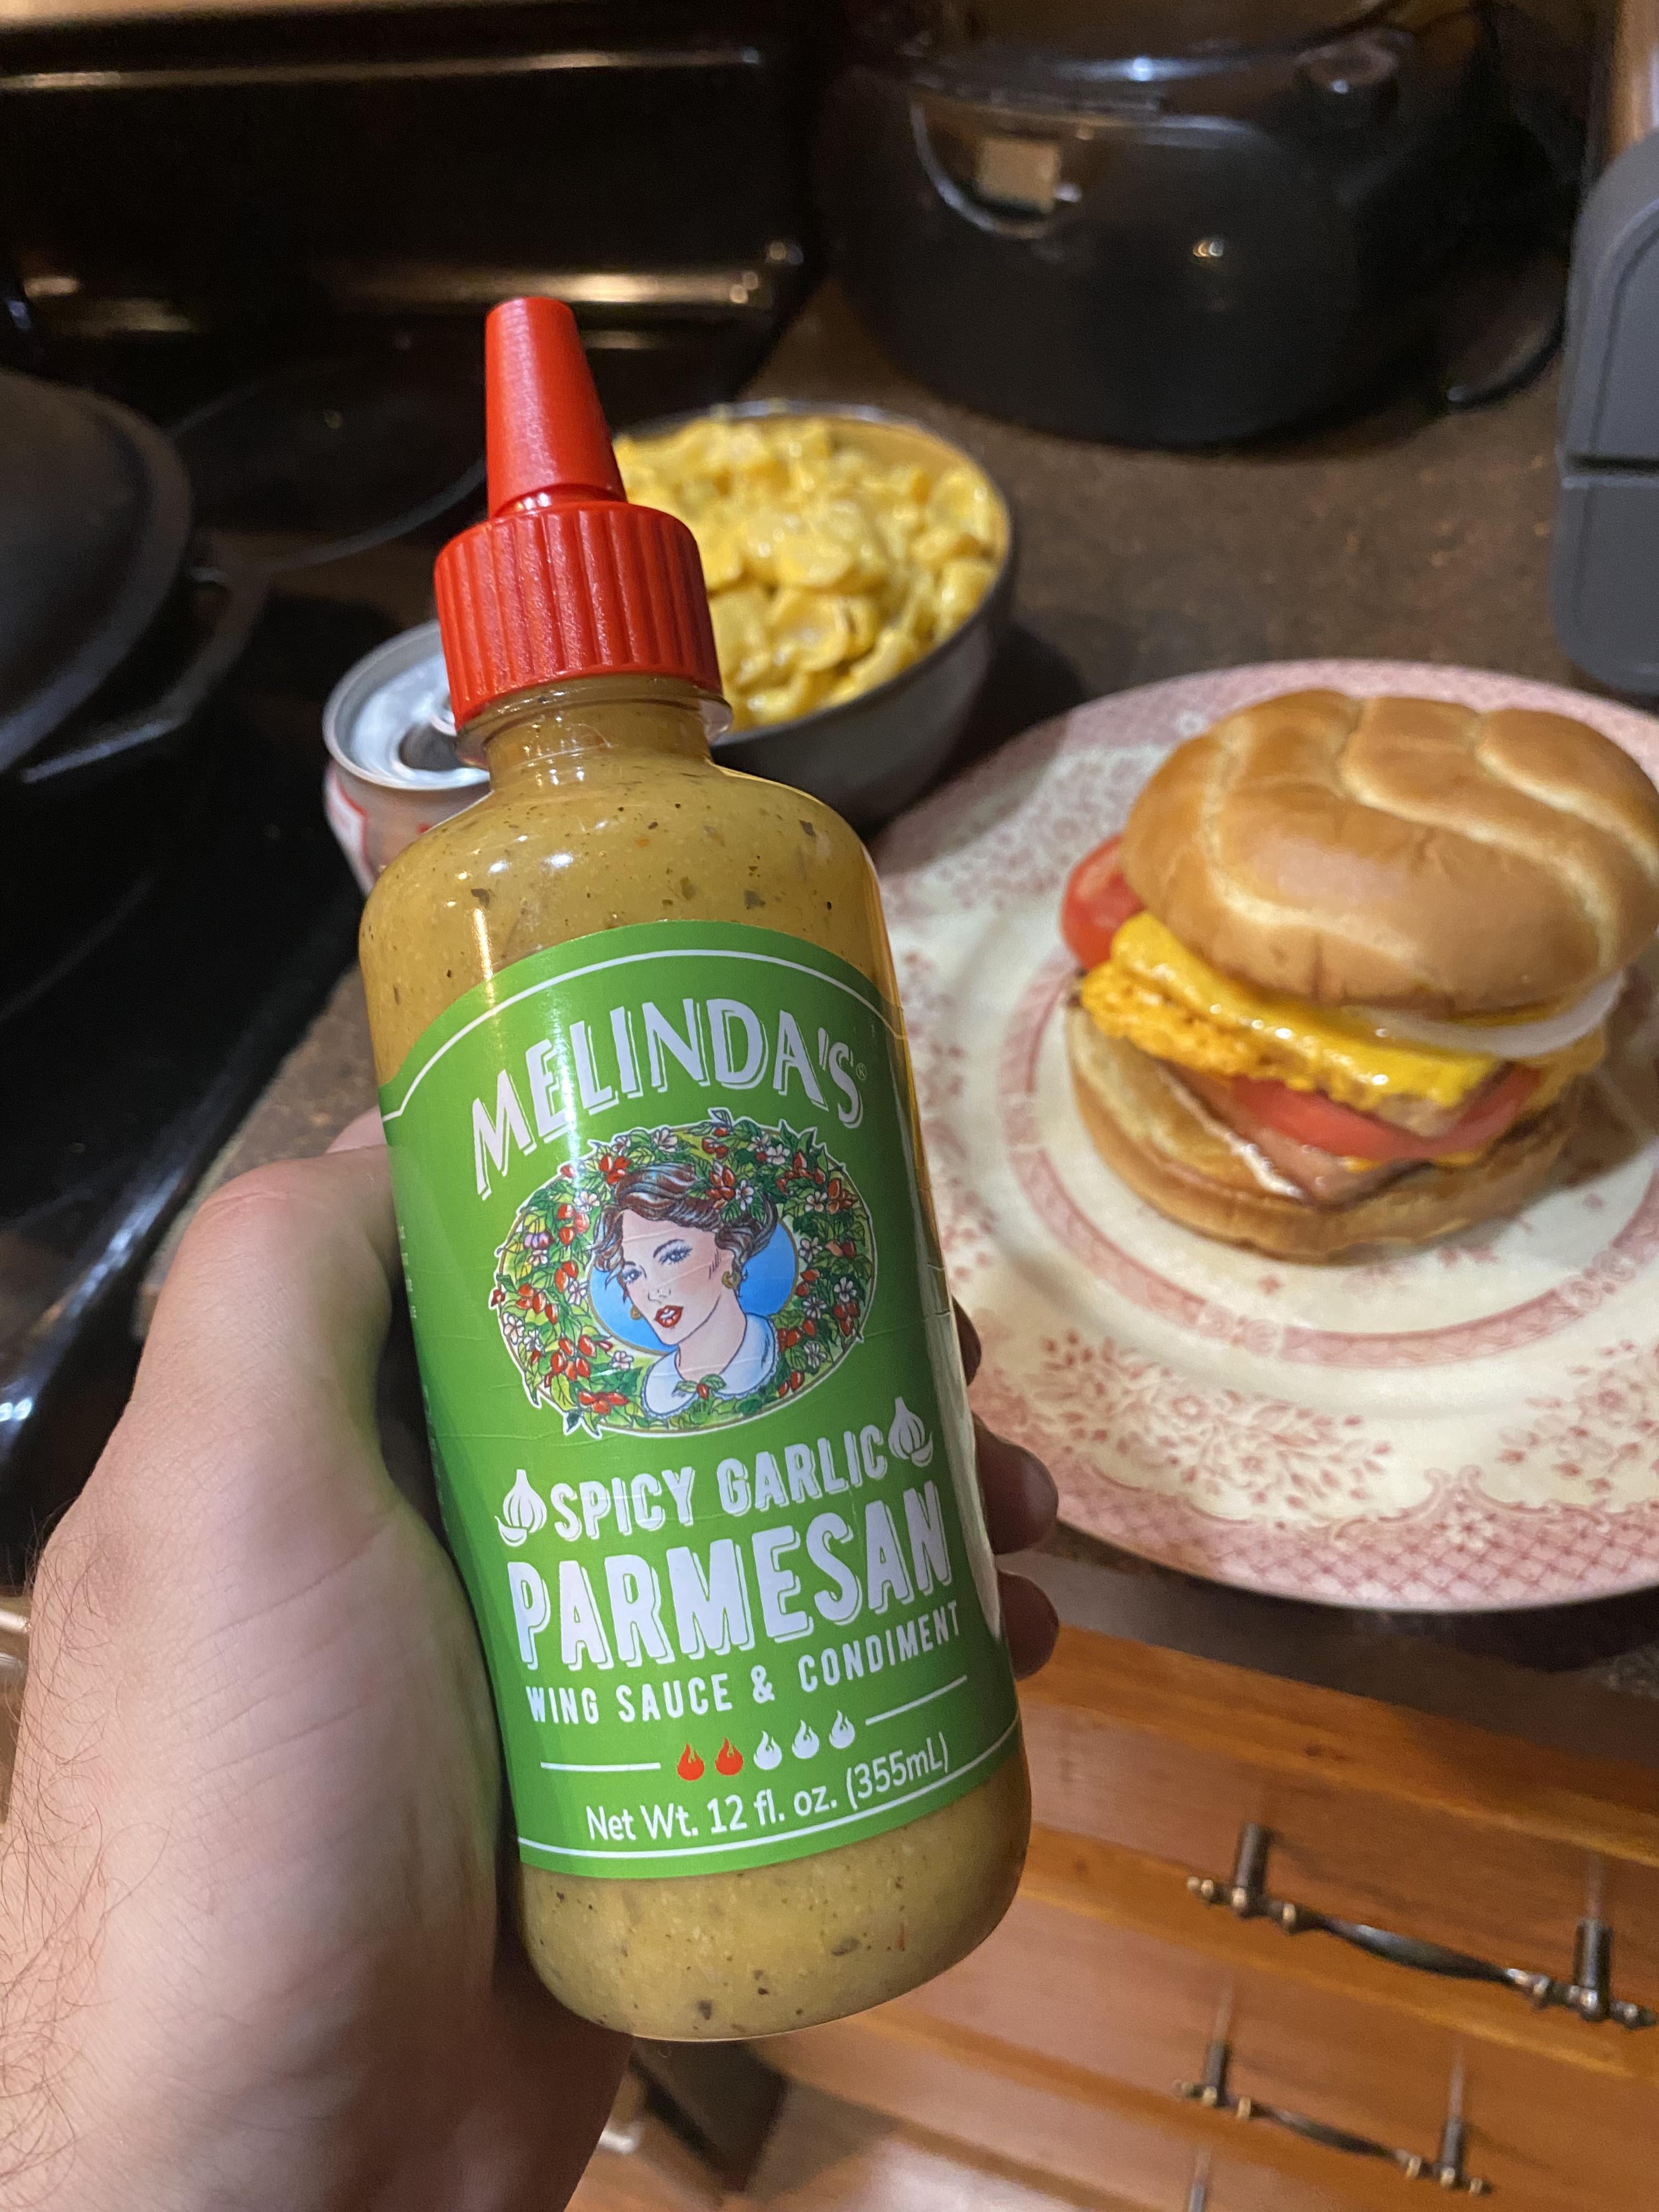 MELINDA'S®
SPICY GARLIC
PARMESAN
WING SAUCE & CONDIMENT
Net Wt. 12 fl. oz. (355mL)